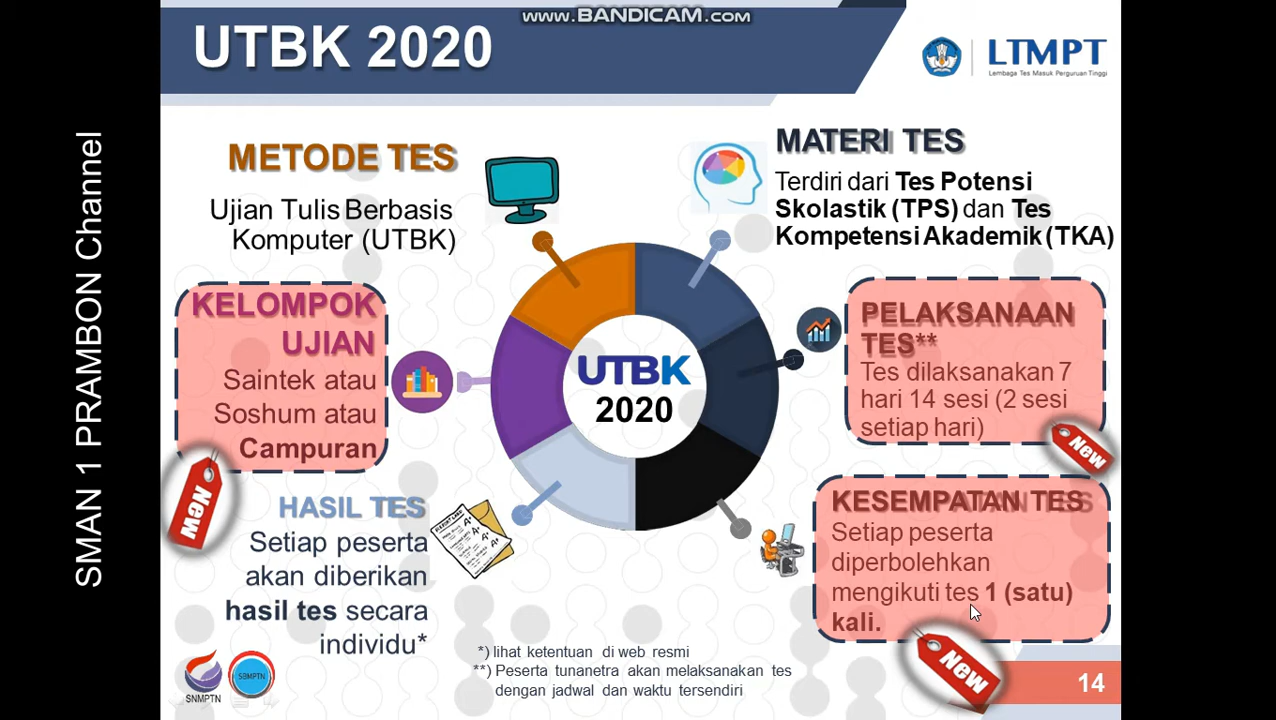 www.BANDICAM.com
UTBK 2020
LTMPT
Lembaga Tes Masuk Perguruan Tinggi
SMAN 1 PRAMBON Channel
METODE TES
Ujian Tulis Berbasis
Komputer (UTBK)
MATERI TES
Terdiri dari Tes Potensi
Skolastik (TPS) dan Tes
Kompetensi Akademik (TKA)
KELOMPOK
UJIAN
Saintek atau
Soshum atau
Campuran
New
PELAKSANAAN
TES**
Tes dilaksanakan 7
hari 14 sesi (2 sesi
setiap hari)
New
UTBK
2020
HASIL TES
Setiap peserta
akan diberikan
hasil tes secara
individu*
KESEMPATAN TES
Setiap peserta
diperbolehkan
mengikuti tes 1 (satu)
kali.
New
*) lihat ketentuan di web resmi
**) Peserta tunanetra akan melaksanakan tes
dengan jadwal dan waktu tersendiri
SNMPTN
SBMPTN
14